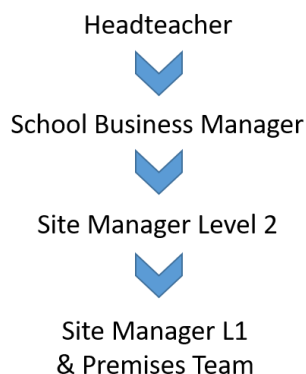 Headteacher
School Business Manager
Site Manager Level 2
Site Manager L1
& Premises Team